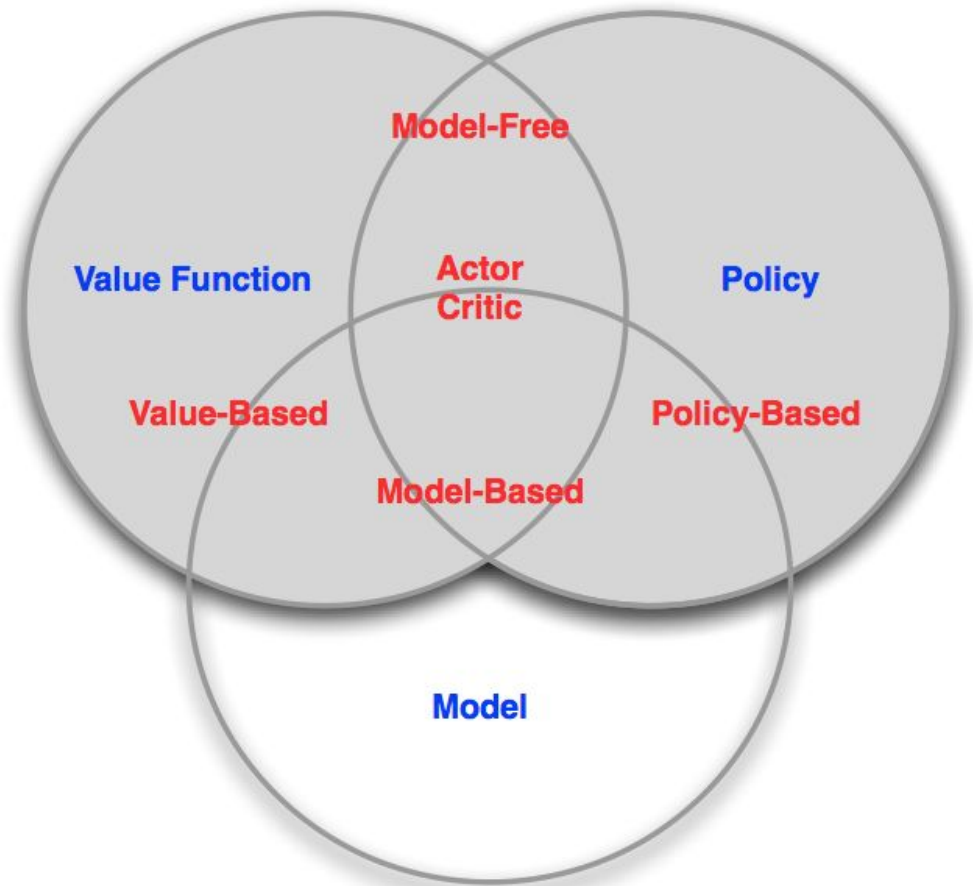 Model-Free
Value Function
Actor
Critic
Policy
Value-Based
Policy-Based
Model-Based
Model